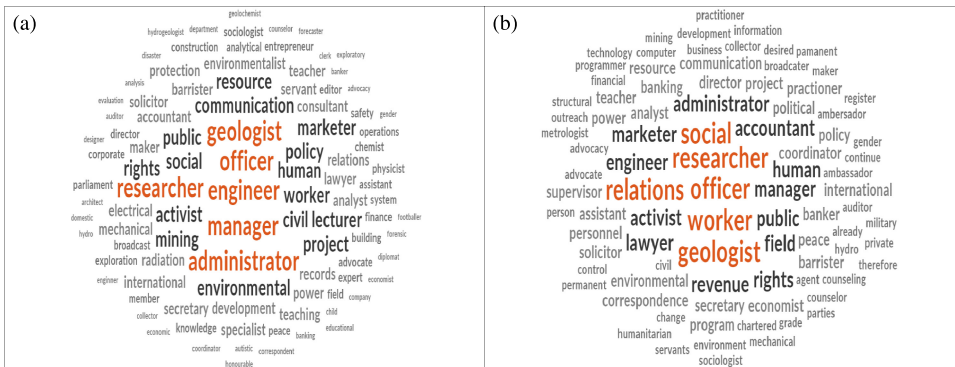 (a)
geolochemist
hydrogeologist department sociologist counselor forecaster
construction analytical entrepreneur
disaster environmentalist clerk exploratory
protection teacher banker
analysis barrister resource servant editor advocacy
evaluation solicitor communication consultant safety gender
auditor accountant geologist marketer operations
designer director public chemist
corporate maker officer policy relations
rights social human physicist
parliament researcher engineer lawyer assistant
architect electrical worker analyst system
domestic activist manager civil lecturer finance footballer
hydro mechanical building forensic
broadcast mining project
exploration radiation administrator advocate diplomat
enginner international records expert economist
member environmental power field company
collector secretary development teaching child
economic knowledge specialist peace banking educational
coordinator autistic correspondent
honourable
(b)
practitioner
mining development information
technology computer business collector desired pamanent
programmer resource communication broadcater maker
financial banking director project practioner
structural teacher administrator political register
outreach power analyst ambersador
metrologist marketer social accountant policy gender
advocacy engineer researcher coordinator continue
advocate human ambassador
supervisor relations officer manager international
person assistant activist worker public banker auditor military
personnel already
solicitor lawyer geologist field peace hydro private
control civil barrister therefore
permanent environmental revenue rights agent counseling
correspondence secretary economist counselor
change program chartered grade parties
humanitarian environment mechanical
servants sociologist